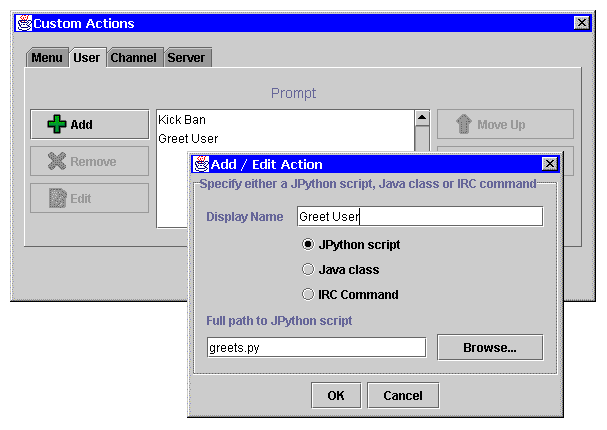 Custom Actions
Menu User Channel Server
Prompt
Add
Remove
Edit
Kick Ban
Greet User
Move Up
Add / Edit Action
Specify either a JPython script, Java class or IRC command
Display Name Greet User
JPython script
Java class
IRC Command
Full path to JPython script
greets.py Browse...
OK Cancel